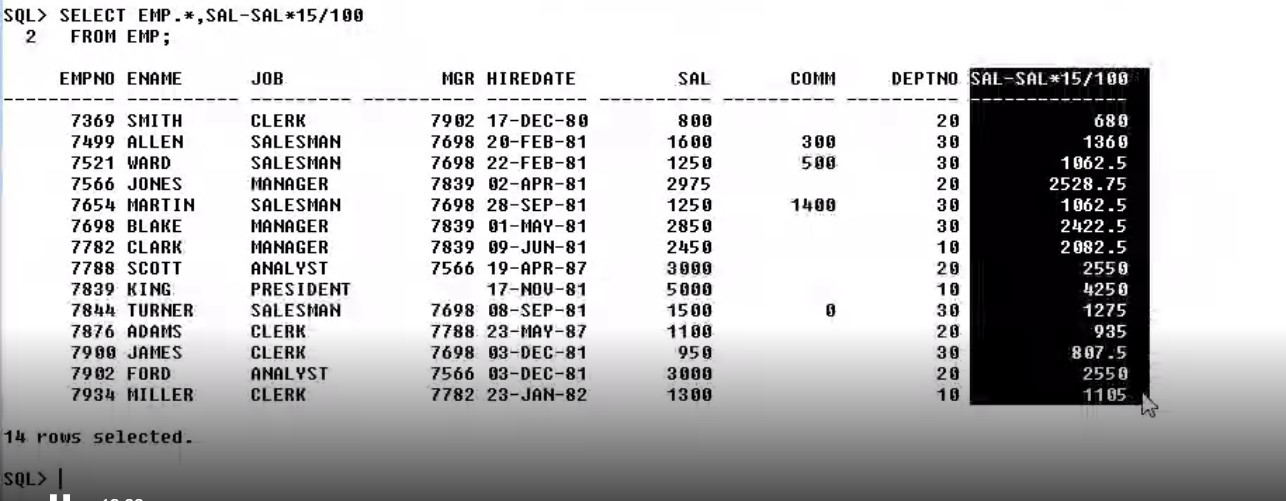 SQL> SELECT EMP.*,SAL-SAL*15/100
2 FROM EMP;
EMPNO ENAME JOB MGR HIREDATE SAL COMM DEPTNO SAL-SAL*15/100
---------- ---------- --------- ---------- --------- ---------- ---------- ---------- --------------
7369 SMITH CLERK 7902 17-DEC-80 800 20 680
7499 ALLEN SALESMAN 7698 20-FEB-81 1600 300 30 1360
7521 WARD SALESMAN 7698 22-FEB-81 1250 500 30 1062.5
7566 JONES MANAGER 7839 02-APR-81 2975 20 2528.75
7654 MARTIN SALESMAN 7698 28-SEP-81 1250 1400 30 1062.5
7698 BLAKE MANAGER 7839 01-MAY-81 2850 30 2422.5
7782 CLARK MANAGER 7839 09-JUN-81 2450 10 2082.5
7788 SCOTT ANALYST 7566 19-APR-87 3000 20 2550
7839 KING PRESIDENT 17-NOV-81 5000 10 4250
7844 TURNER SALESMAN 7698 08-SEP-81 1500 0 30 1275
7876 ADAMS CLERK 7788 23-MAY-87 1100 20 935
7900 JAMES CLERK 7698 03-DEC-81 950 30 807.5
7902 FORD ANALYST 7566 03-DEC-81 3000 20 2550
7934 MILLER CLERK 7782 23-JAN-82 1300 10 1105
14 rows selected.
SQL>